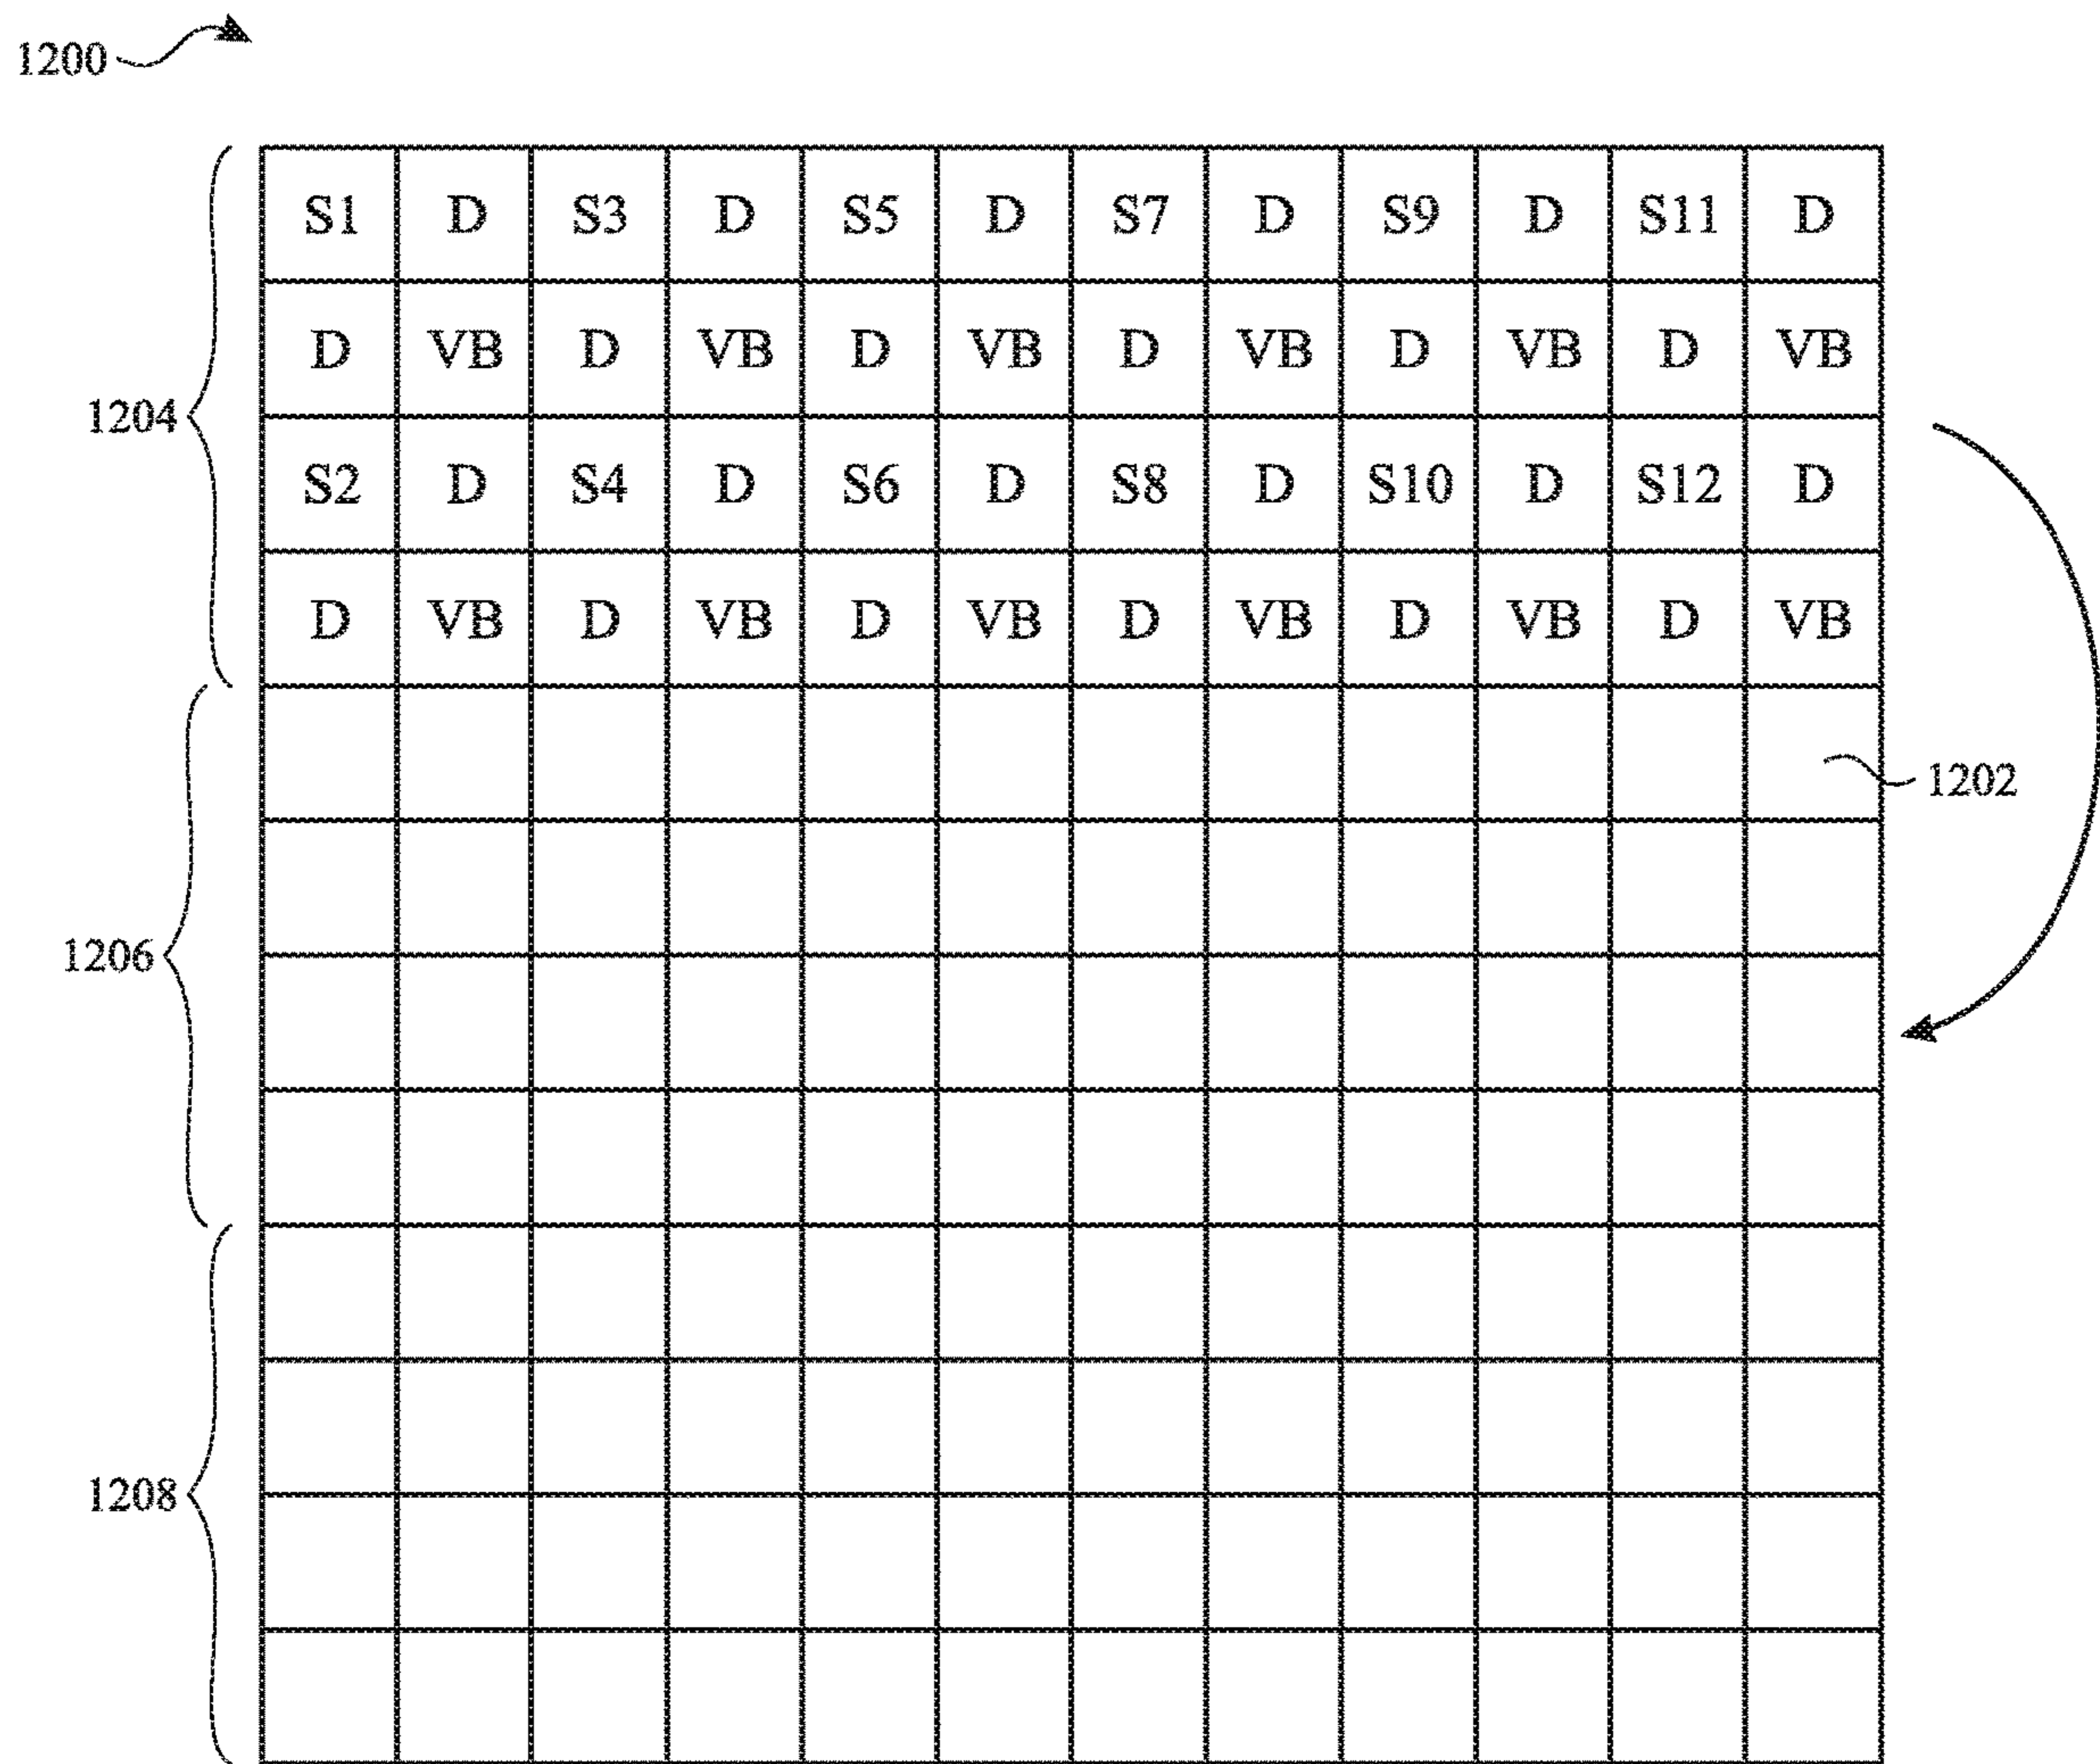 1200
S1 D S3 D S5 D S7 D S9 D S11 D
D VB D VB D VB D VB D VB D VB
1204
S2 D S4 D S6 D S8 D S10 D S12 D
D VB D VB D VB D VB D VB D VB
1202
1206
1208